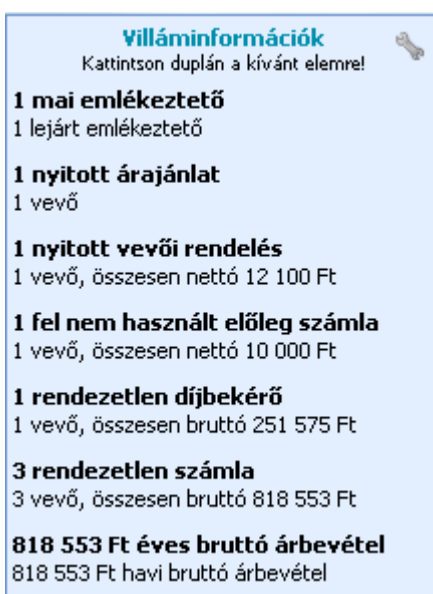 Villáminformációk
Kattintson duplán a kívánt elemre!
1 mai emlékeztető
1 lejárt emlékeztető
1 nyitott árajánlat
1 vevő
1 nyitott vevői rendelés
1 vevő, összesen nettó 12 100 Ft
1 fel nem használt előleg számla
1 vevő, összesen nettó 10 000 Ft
1 rendezetlen díjbekérő
1 vevő, összesen bruttó 251 575 Ft
3 rendezetlen számla
3 vevő, összesen bruttó 818 553 Ft
818 553 Ft éves bruttó árbevétel
818 553 Ft havi bruttó árbevétel